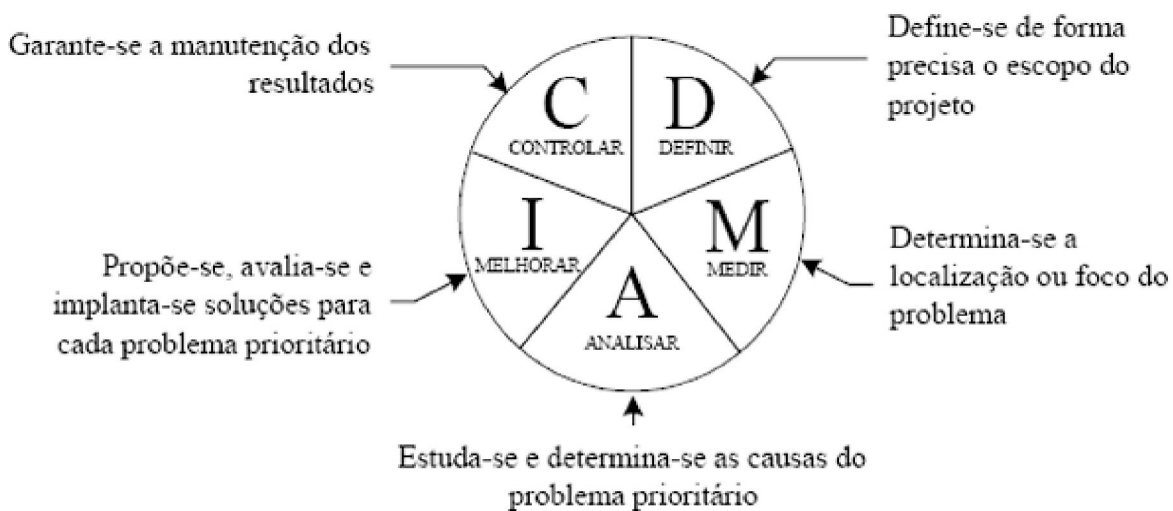 Garante-se a manutenção dos
resultados
Define-se de forma
precisa o escopo do
projeto
C
CONTROLAR
D
DEFINIR
I
MELHORAR
M
MEDIR
A
ANALISAR
Propõe-se, avalia-se e
implanta-se soluções para
cada problema prioritário
Determina-se a
localização ou foco do
problema
Estuda-se e determina-se as causas do
problema prioritário